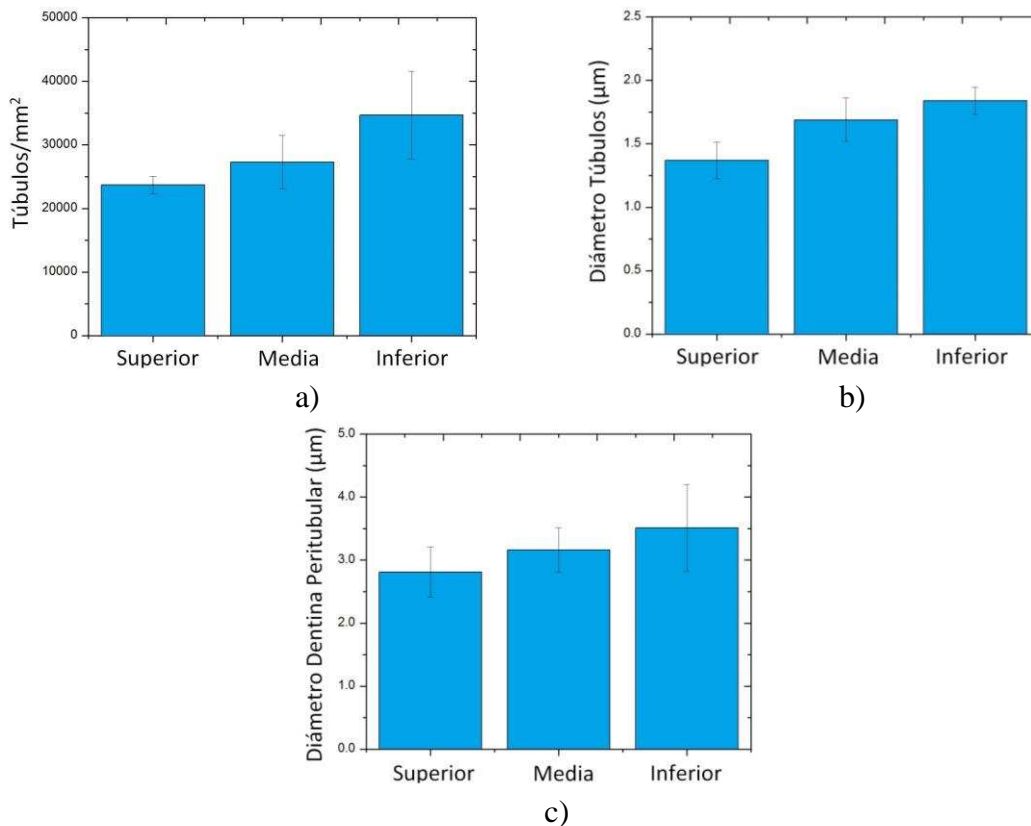 50000
40000
30000
20000
10000
0
Túbulos/mm²
Superior Media Inferior
a)
2.5
2.0
1.5
1.0
0.5
0.0
Diámetro Túbulos (μm)
Superior Media Inferior
b)
5.0
4.0
3.0
2.0
1.0
0.0
Diámetro Dentina Peritubular (μm)
Superior Media Inferior
c)